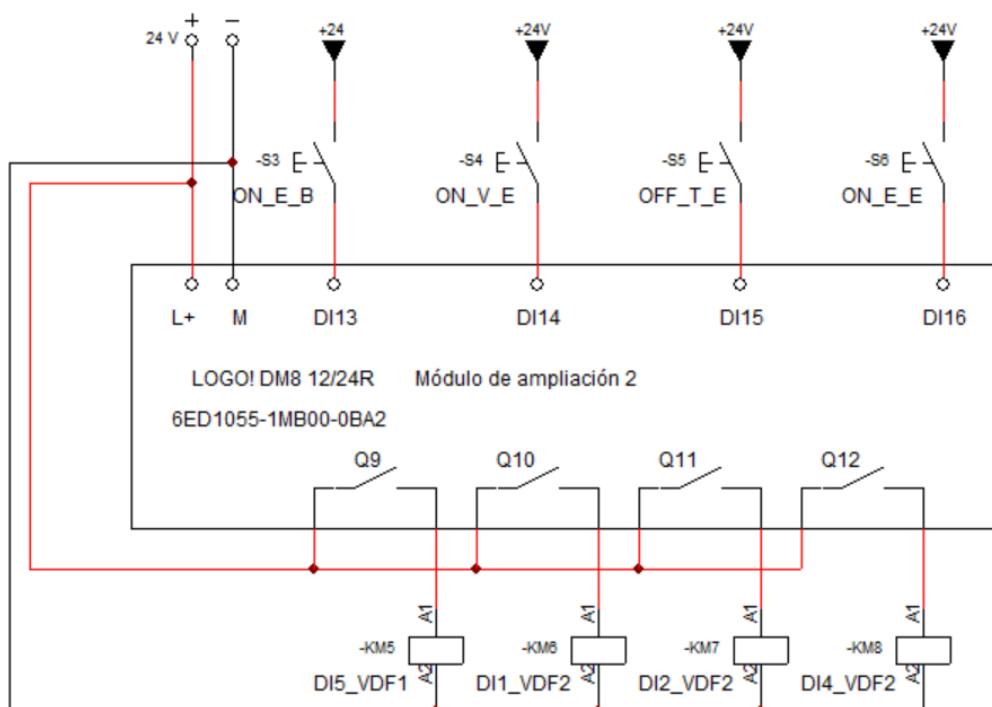 + −
24 V
+24
+24V
+24V
+24V
-S3
ON_E_B
-S4
ON_V_E
-S5
OFF_T_E
-S6
ON_E_E
L+ M DI13 DI14 DI15 DI16
LOGO! DM8 12/24R Módulo de ampliación 2
6ED1055-1MB00-0BA2
Q9 Q10 Q11 Q12
A1 A1 A1 A1
-KM5 -KM6 -KM7 -KM8
A2 A2 A2 A2
DI5_VDF1 DI1_VDF2 DI2_VDF2 DI4_VDF2